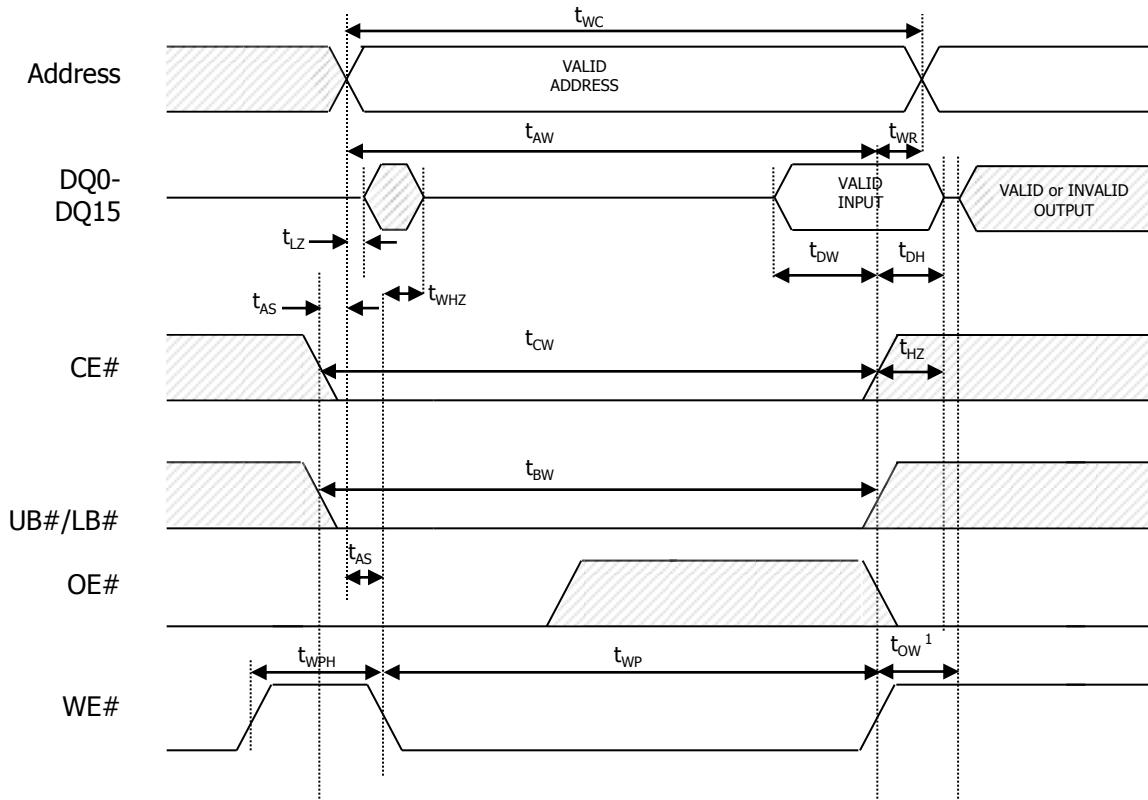 tWC
Address
VALID
ADDRESS
tAW
tWR
DQ0-
DQ15
VALID
INPUT
VALID or INVALID
OUTPUT
tLZ
tDW
tDH
tAS
tWHZ
CE#
tCW
tHZ
UB#/LB#
tBW
OE#
tAS
tWPH
tWP
tOW 1
WE#